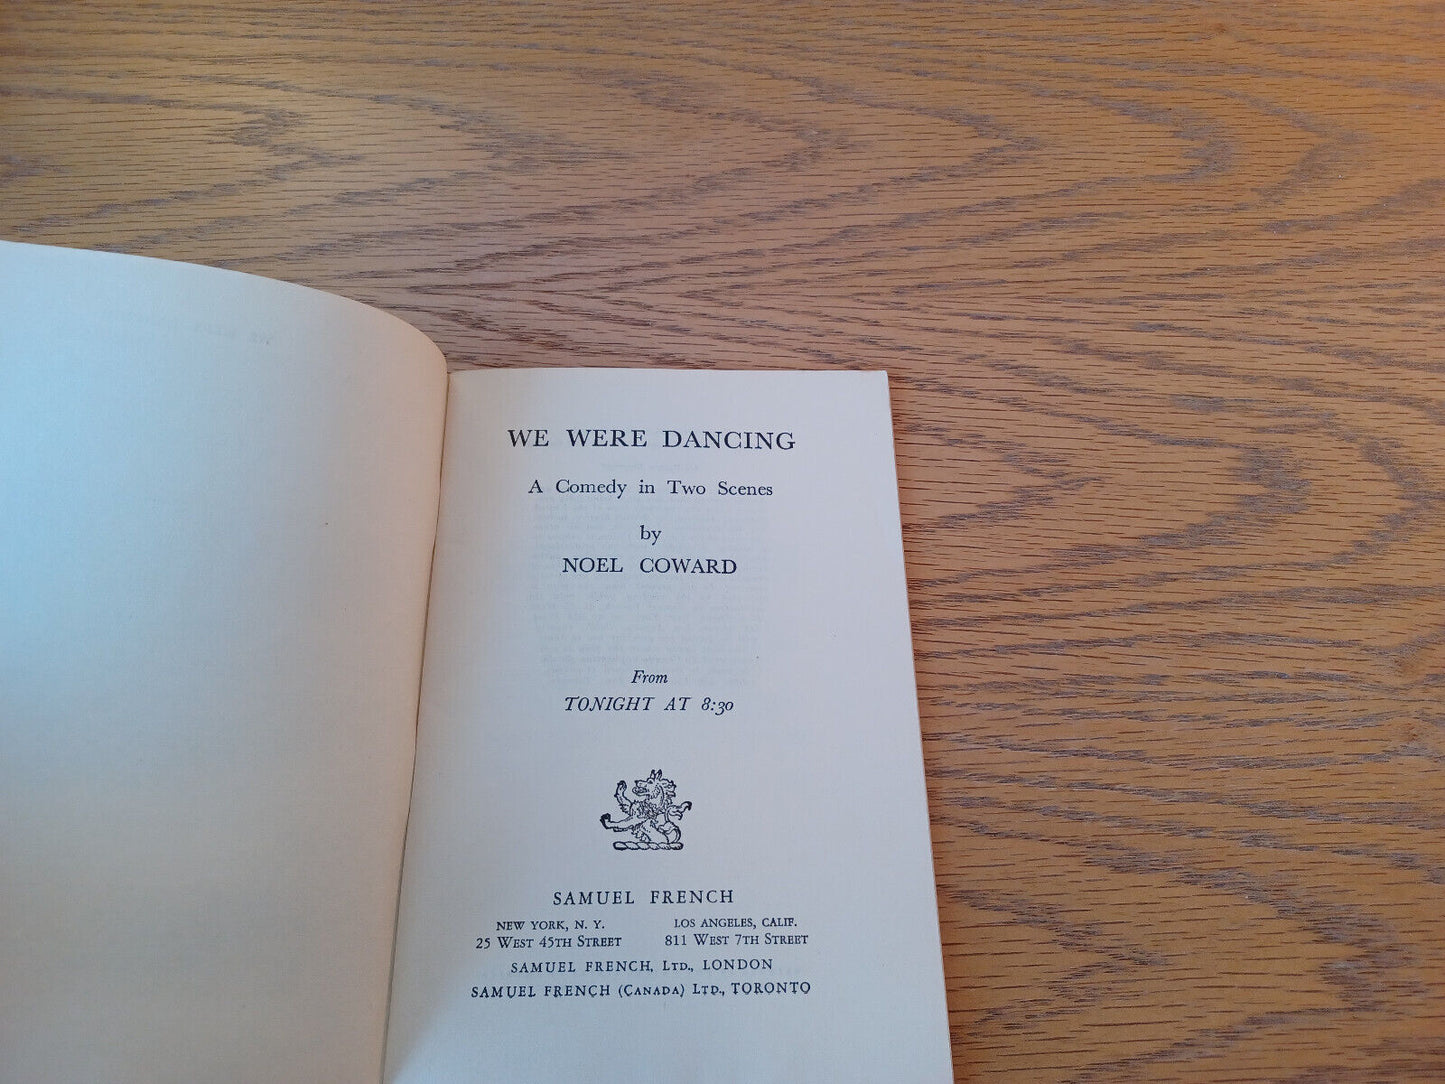 WE WERE DANCING
A Comedy in Two Scenes
by
NOEL COWARD
From
TONIGHT AT 8:30
SAMUEL FRENCH
NEW YORK, N. Y. LOS ANGELES, CALIF.
25 WEST 45TH STREET 811 WEST 7TH STREET
SAMUEL FRENCH, LTD., LONDON
SAMUEL FRENCH (CANADA) LTD., TORONTO